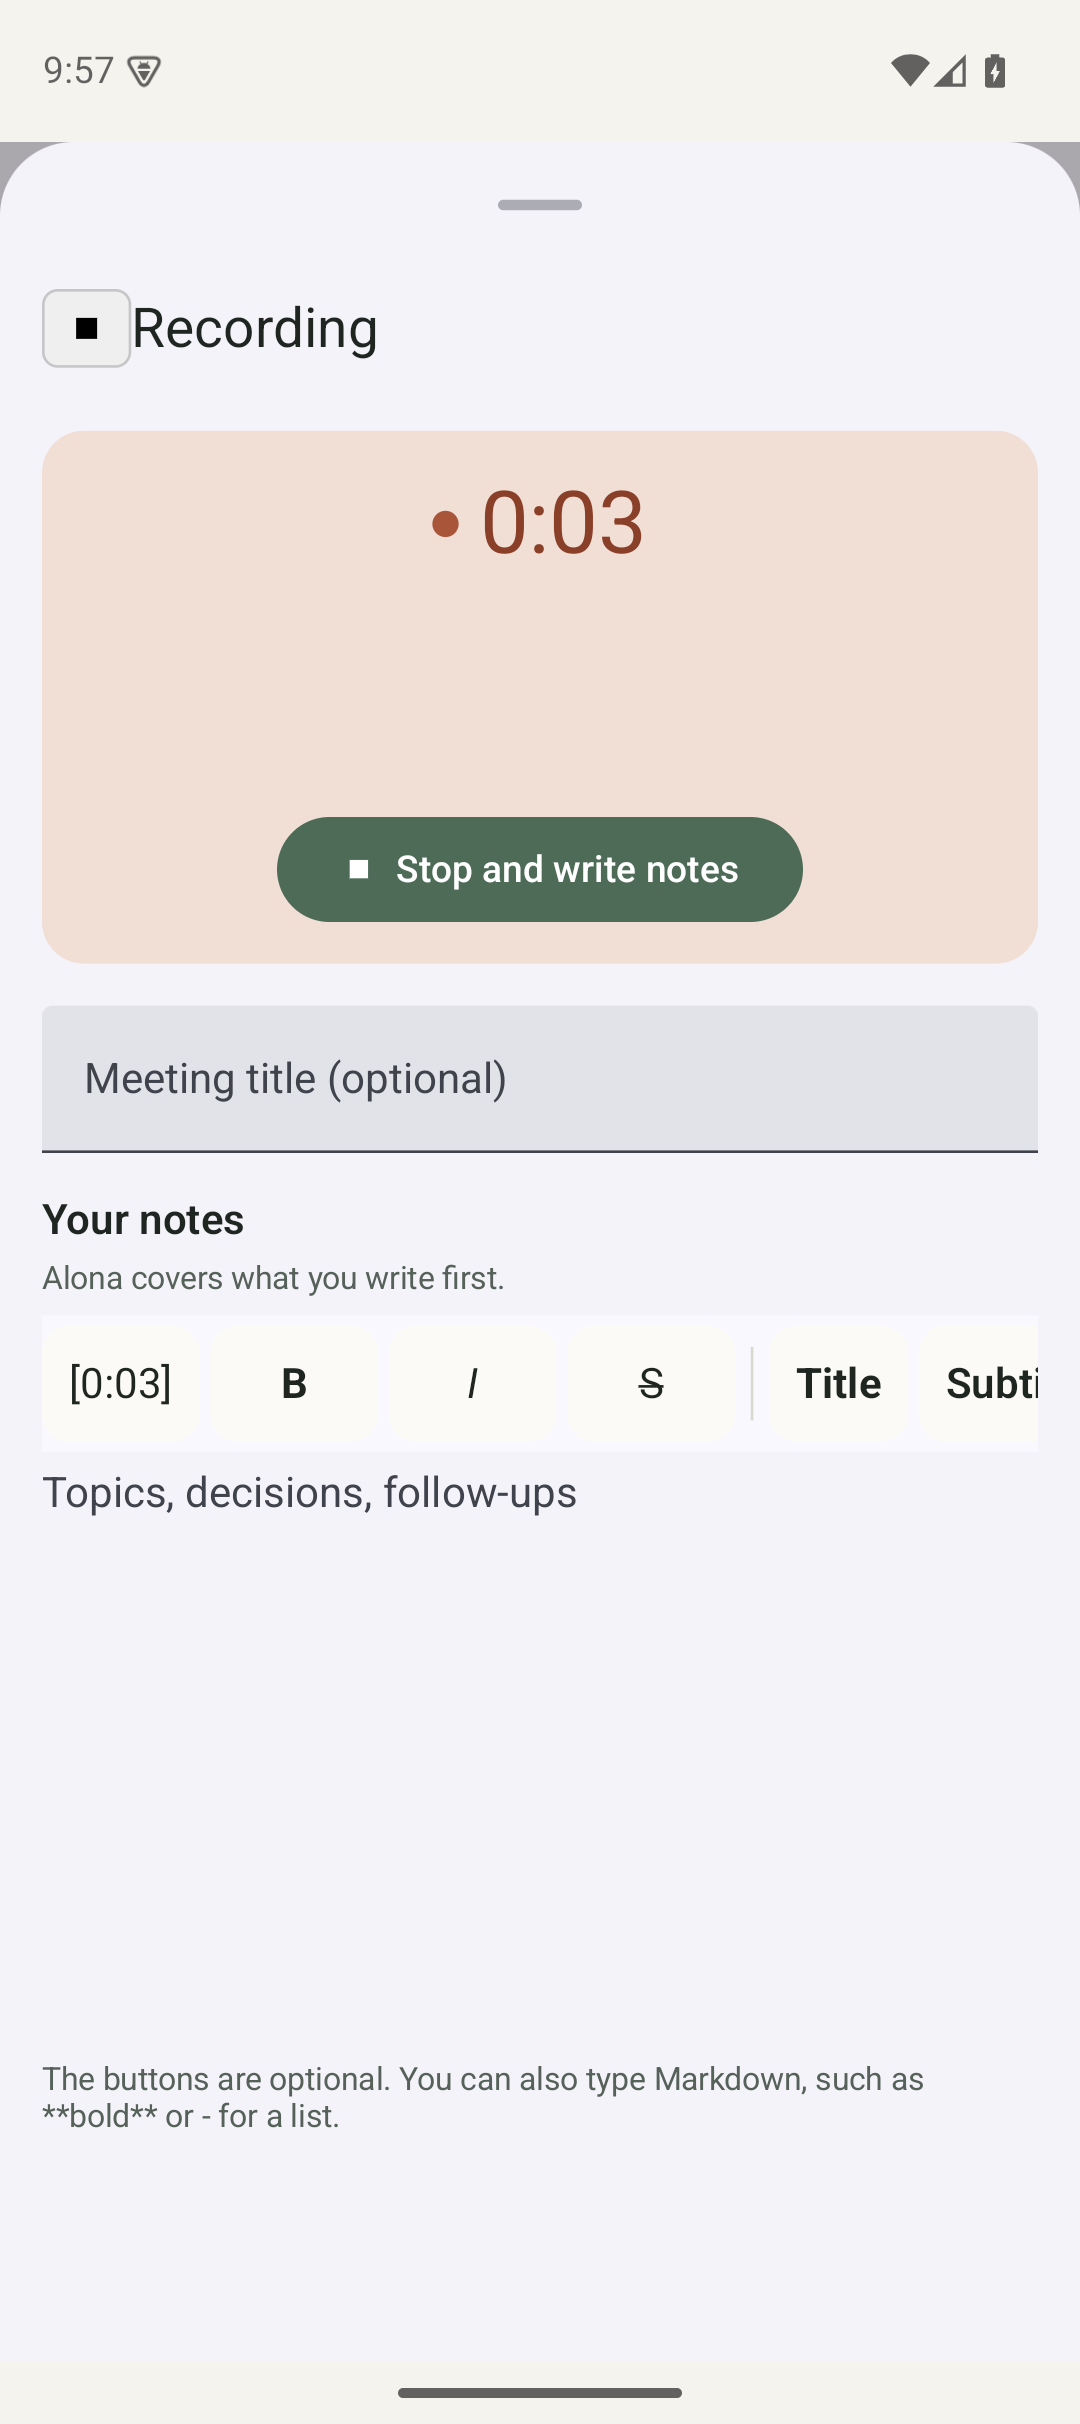 9:57
Recording
0:03
Stop and write notes
Meeting title (optional)
Your notes
Alona covers what you write first.
[0:03] B I S Title Subti
Topics, decisions, follow-ups
The buttons are optional. You can also type Markdown, such as
**bold** or - for a list.